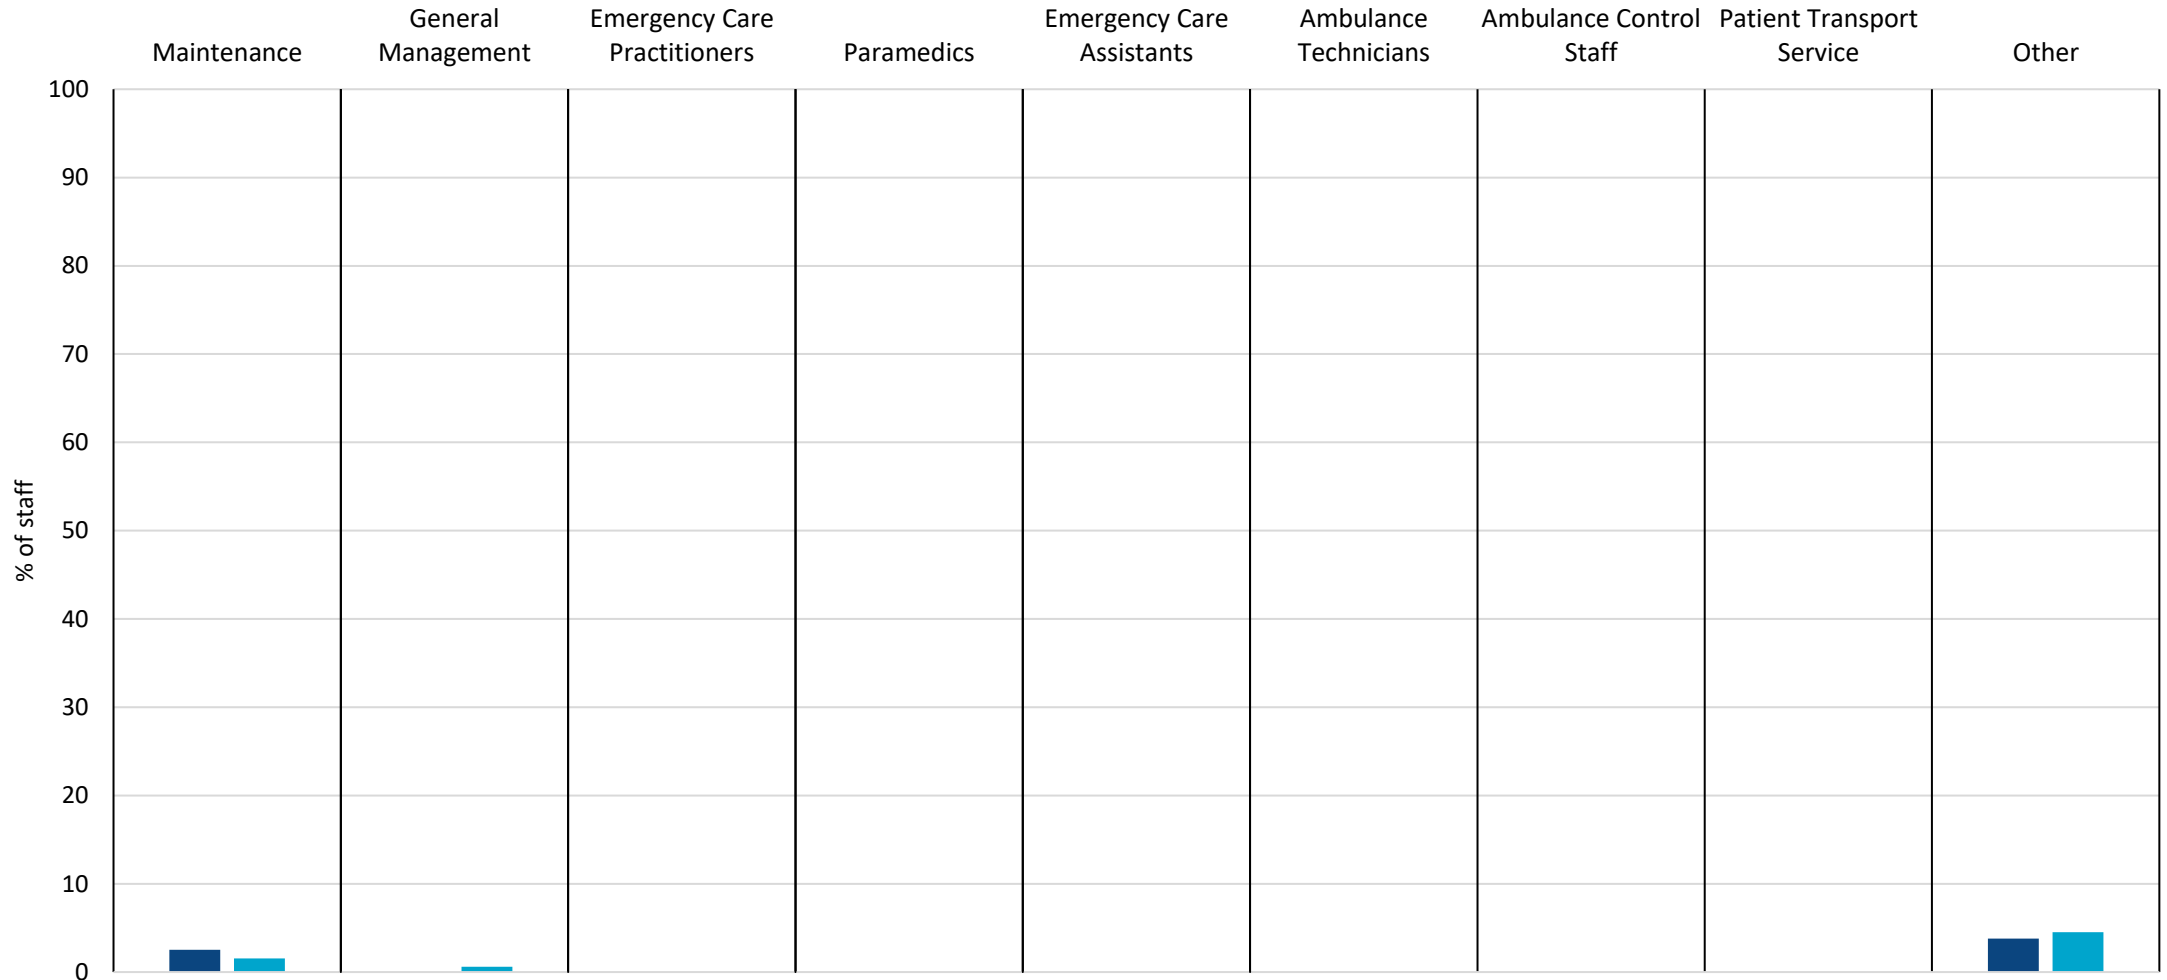 General
Emergency Care
Emergency Care
Ambulance
Ambulance Control
Patient Transport
Maintenance
Management
Practitioners
Paramedics
Assistants
Technicians
Staff
Service
Other
100
90
80
70
60
50
40
30
20
10
0
% of staff